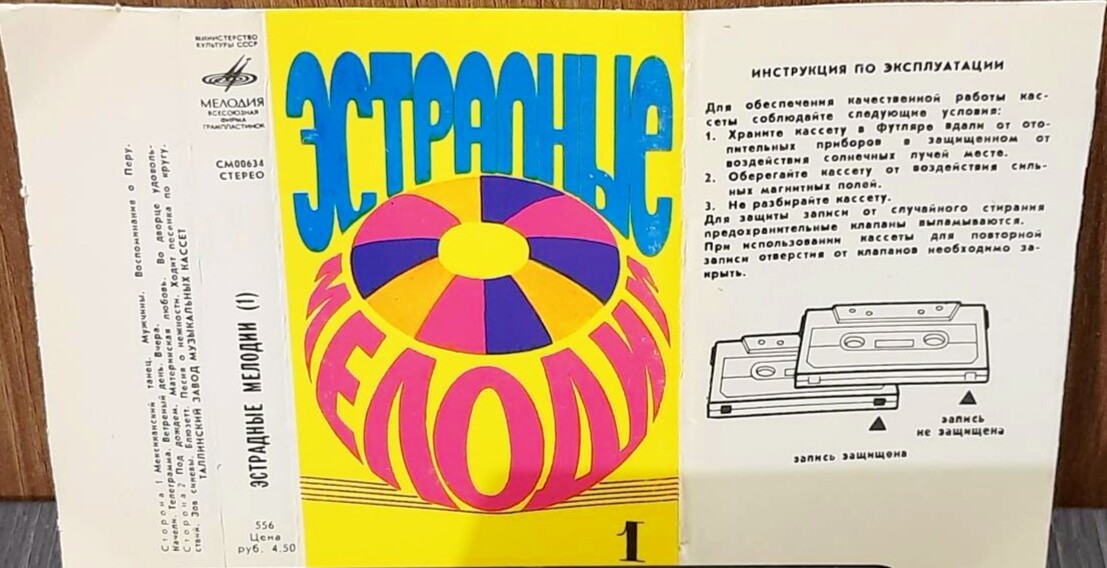 Сторона 1 Мексиканский танец. Мужчины. Воспоминания о Перу.
Качели. Телеграмма. Ветреный день. Вчера.
Сторона 2 Под дождем. Материнская любовь. Во дворце удоволь-
ствий. Зов синевы. Блюзетт. Песня о нежности. Ходит песенка по кругу.
ТАЛЛИНСКИЙ ЗАВОД МУЗЫКАЛЬНЫХ КАССЕТ
МИНИСТЕРСТВО
КУЛЬТУРЫ СССР
МЕЛОДИЯ
ВСЕСОЮЗНАЯ
ФИРМА
ГРАМПЛАСТИНОК
СМ00634
СТЕРЕО
ЭСТРАДНЫЕ МЕЛОДИИ (1)
556
Цена
руб. 4.50
ЭСТРАДНЫЕ
МЕЛОДИИ
1
ИНСТРУКЦИЯ ПО ЭКСПЛУАТАЦИИ
Для обеспечения качественной работы кас-
сеты соблюдайте следующие условия:
1. Храните кассету в футляре вдали от ото-
пительных приборов в защищенном от
воздействия солнечных лучей месте.
2. Оберегайте кассету от воздействия силь-
ных магнитных полей.
3. Не разбирайте кассету.
Для защиты записи от случайного стирания
предохранительные клапаны выламываются.
При использовании кассеты для повторной
записи отверстия от клапанов необходимо за-
крыть.
запись
не защищена
запись защищена